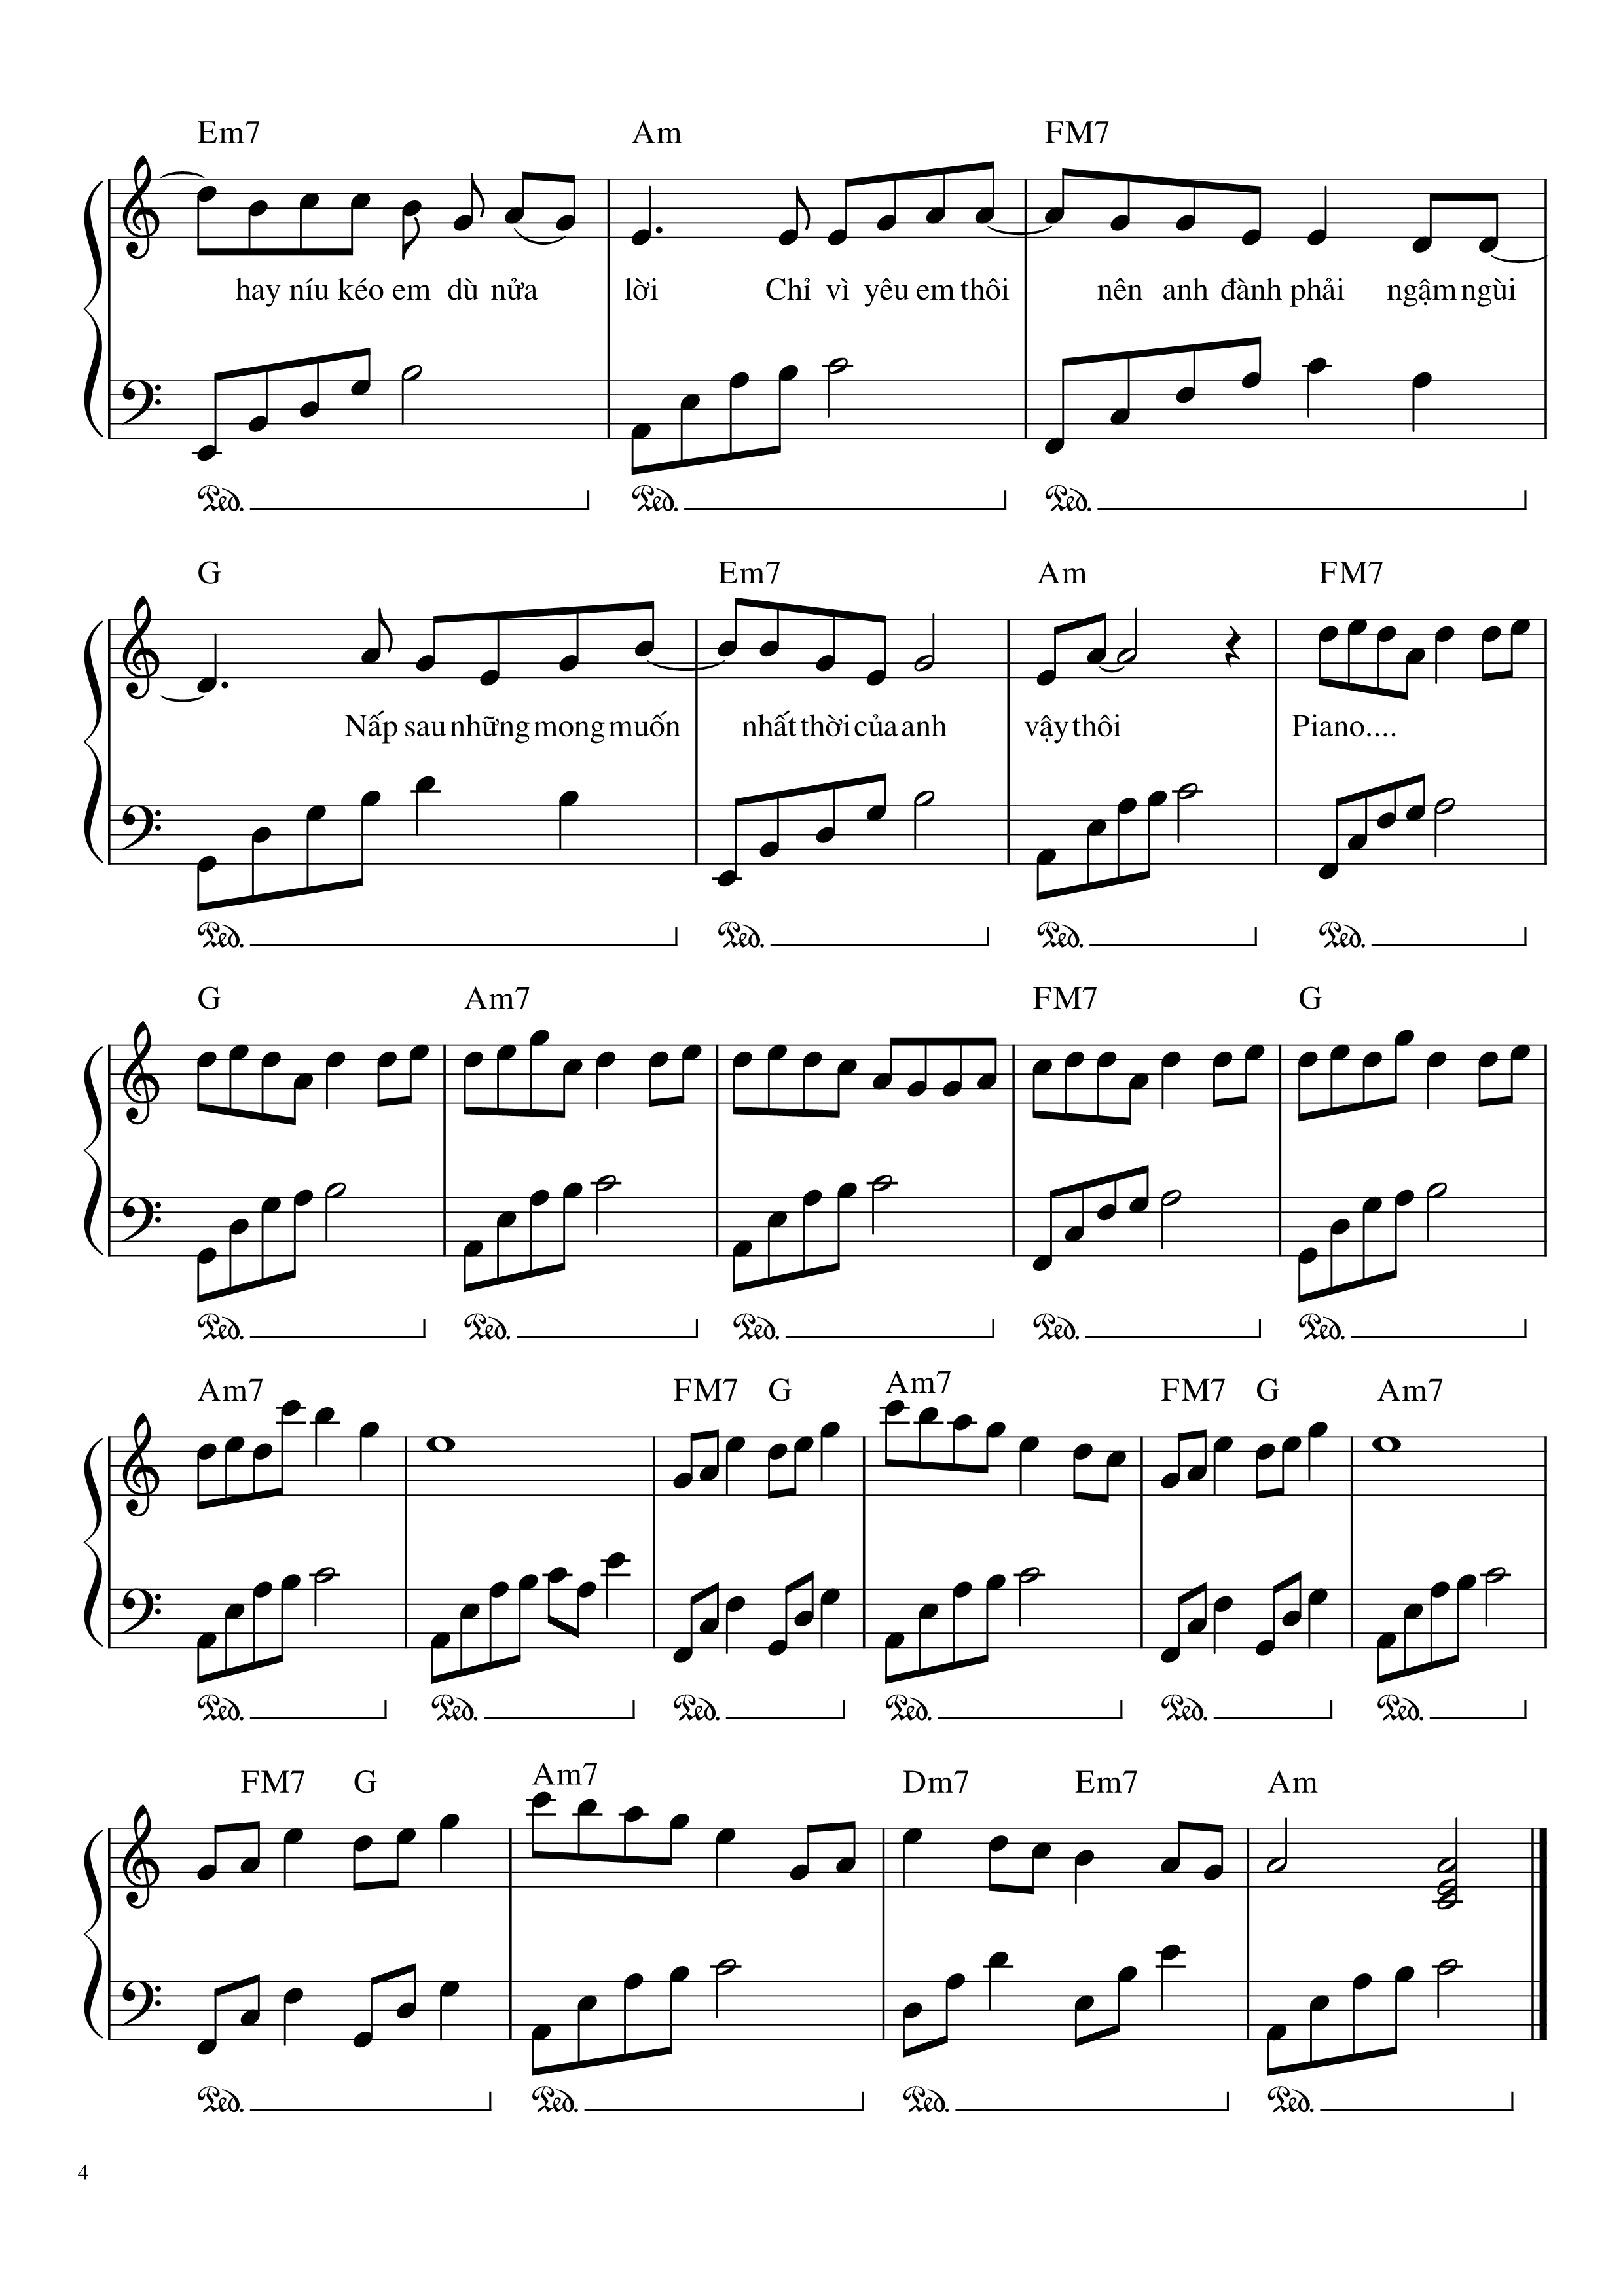 Em7 Am FM7
hay níu kéo em dù nửa lời Chỉ vì yêu em thôi nên anh đành phải ngậm ngùi
Ped. Ped. Ped.
G Em7 Am FM7
Nấp sau những mong muốn nhất thời của anh vậy thôi Piano....
Ped. Ped. Ped. Ped.
G Am7 FM7 G
Ped. Ped. Ped. Ped. Ped.
Am7 FM7 G Am7 FM7 G Am7
Ped. Ped. Ped. Ped. Ped. Ped.
FM7 G Am7 Dm7 Em7 Am
Ped. Ped. Ped. Ped.
4